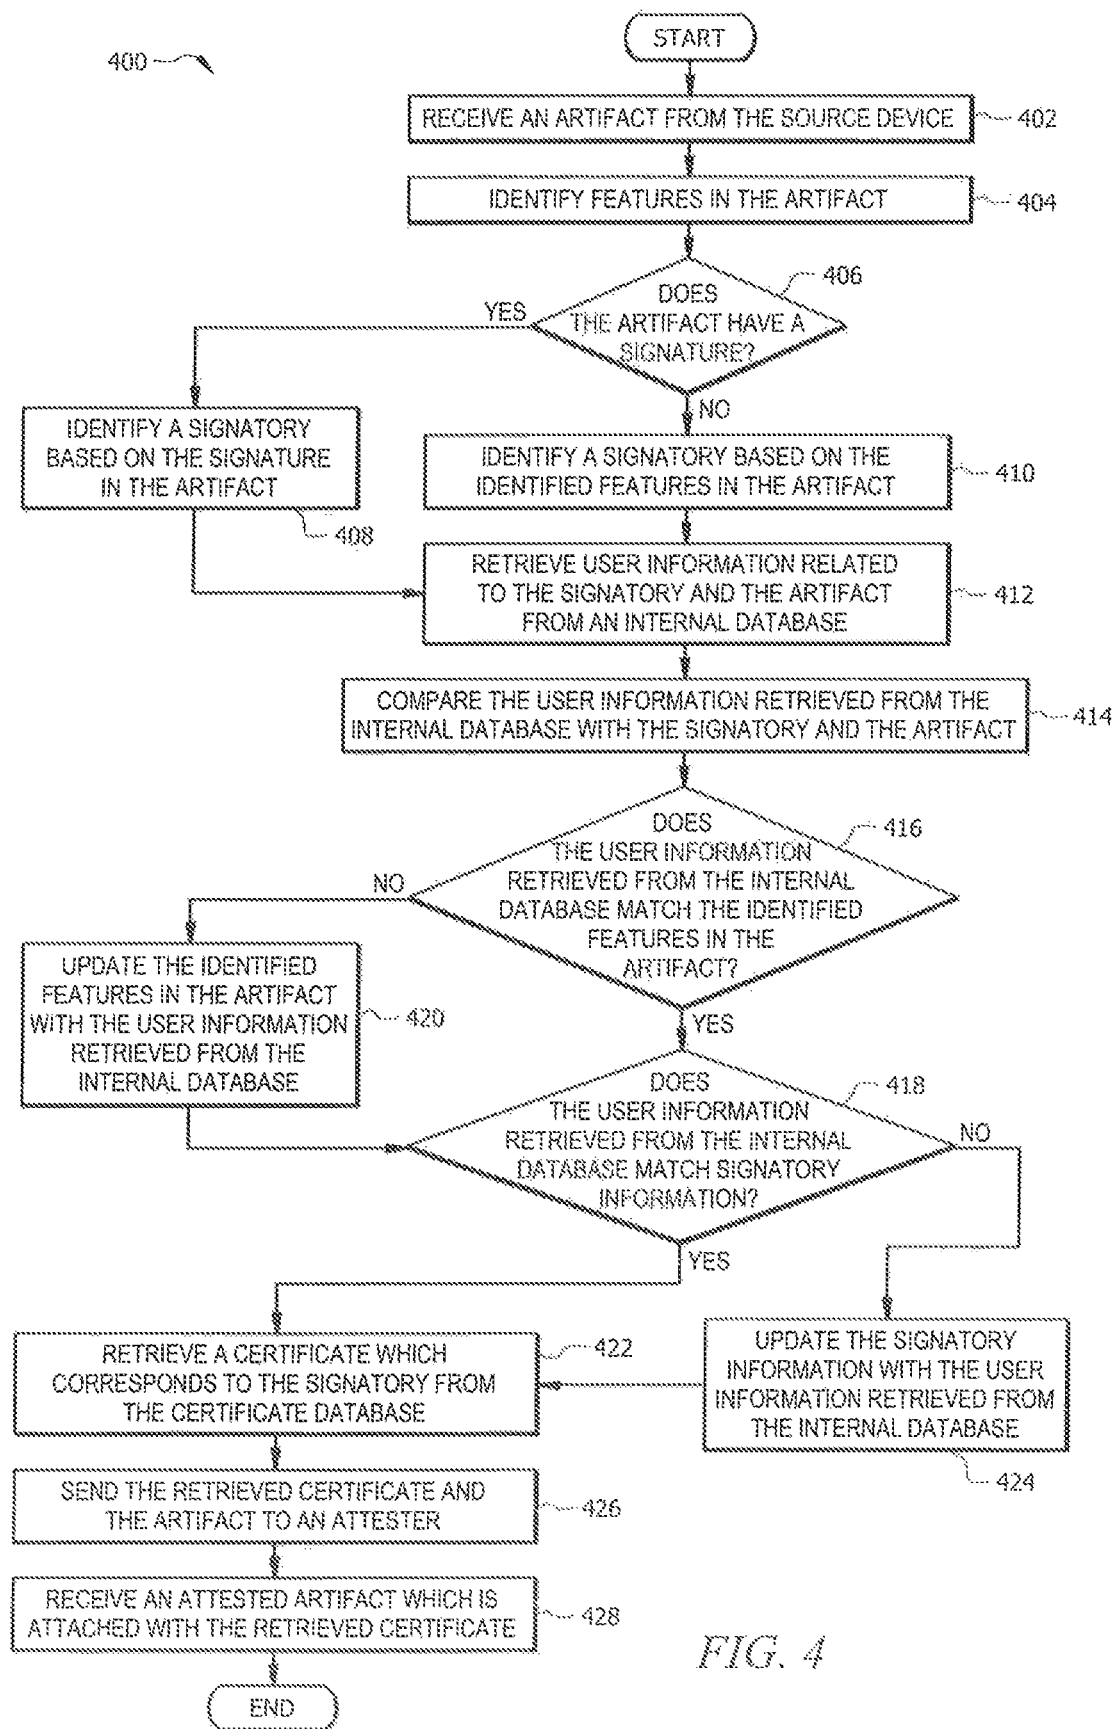 START
400
RECEIVE AN ARTIFACT FROM THE SOURCE DEVICE
402
IDENTIFY FEATURES IN THE ARTIFACT
404
406
DOES
THE ARTIFACT HAVE A
SIGNATURE?
YES
NO
IDENTIFY A SIGNATORY
BASED ON THE SIGNATURE
IN THE ARTIFACT
408
IDENTIFY A SIGNATORY BASED ON THE
IDENTIFIED FEATURES IN THE ARTIFACT
410
RETRIEVE USER INFORMATION RELATED
TO THE SIGNATORY AND THE ARTIFACT
FROM AN INTERNAL DATABASE
412
COMPARE THE USER INFORMATION RETRIEVED FROM THE
INTERNAL DATABASE WITH THE SIGNATORY AND THE ARTIFACT
414
DOES
THE USER INFORMATION
RETRIEVED FROM THE INTERNAL
DATABASE MATCH THE IDENTIFIED
FEATURES IN THE
ARTIFACT?
416
NO
YES
UPDATE THE IDENTIFIED
FEATURES IN THE ARTIFACT
WITH THE USER INFORMATION
RETRIEVED FROM THE
INTERNAL DATABASE
420
DOES
THE USER INFORMATION
RETRIEVED FROM THE INTERNAL
DATABASE MATCH SIGNATORY
INFORMATION?
418
NO
YES
RETRIEVE A CERTIFICATE WHICH
CORRESPONDS TO THE SIGNATORY FROM
THE CERTIFICATE DATABASE
422
UPDATE THE SIGNATORY
INFORMATION WITH THE USER
INFORMATION RETRIEVED FROM
THE INTERNAL DATABASE
424
SEND THE RETRIEVED CERTIFICATE AND
THE ARTIFACT TO AN ATTESTER
426
RECEIVE AN ATTESTED ARTIFACT WHICH IS
ATTACHED WITH THE RETRIEVED CERTIFICATE
428
END
FIG. 4